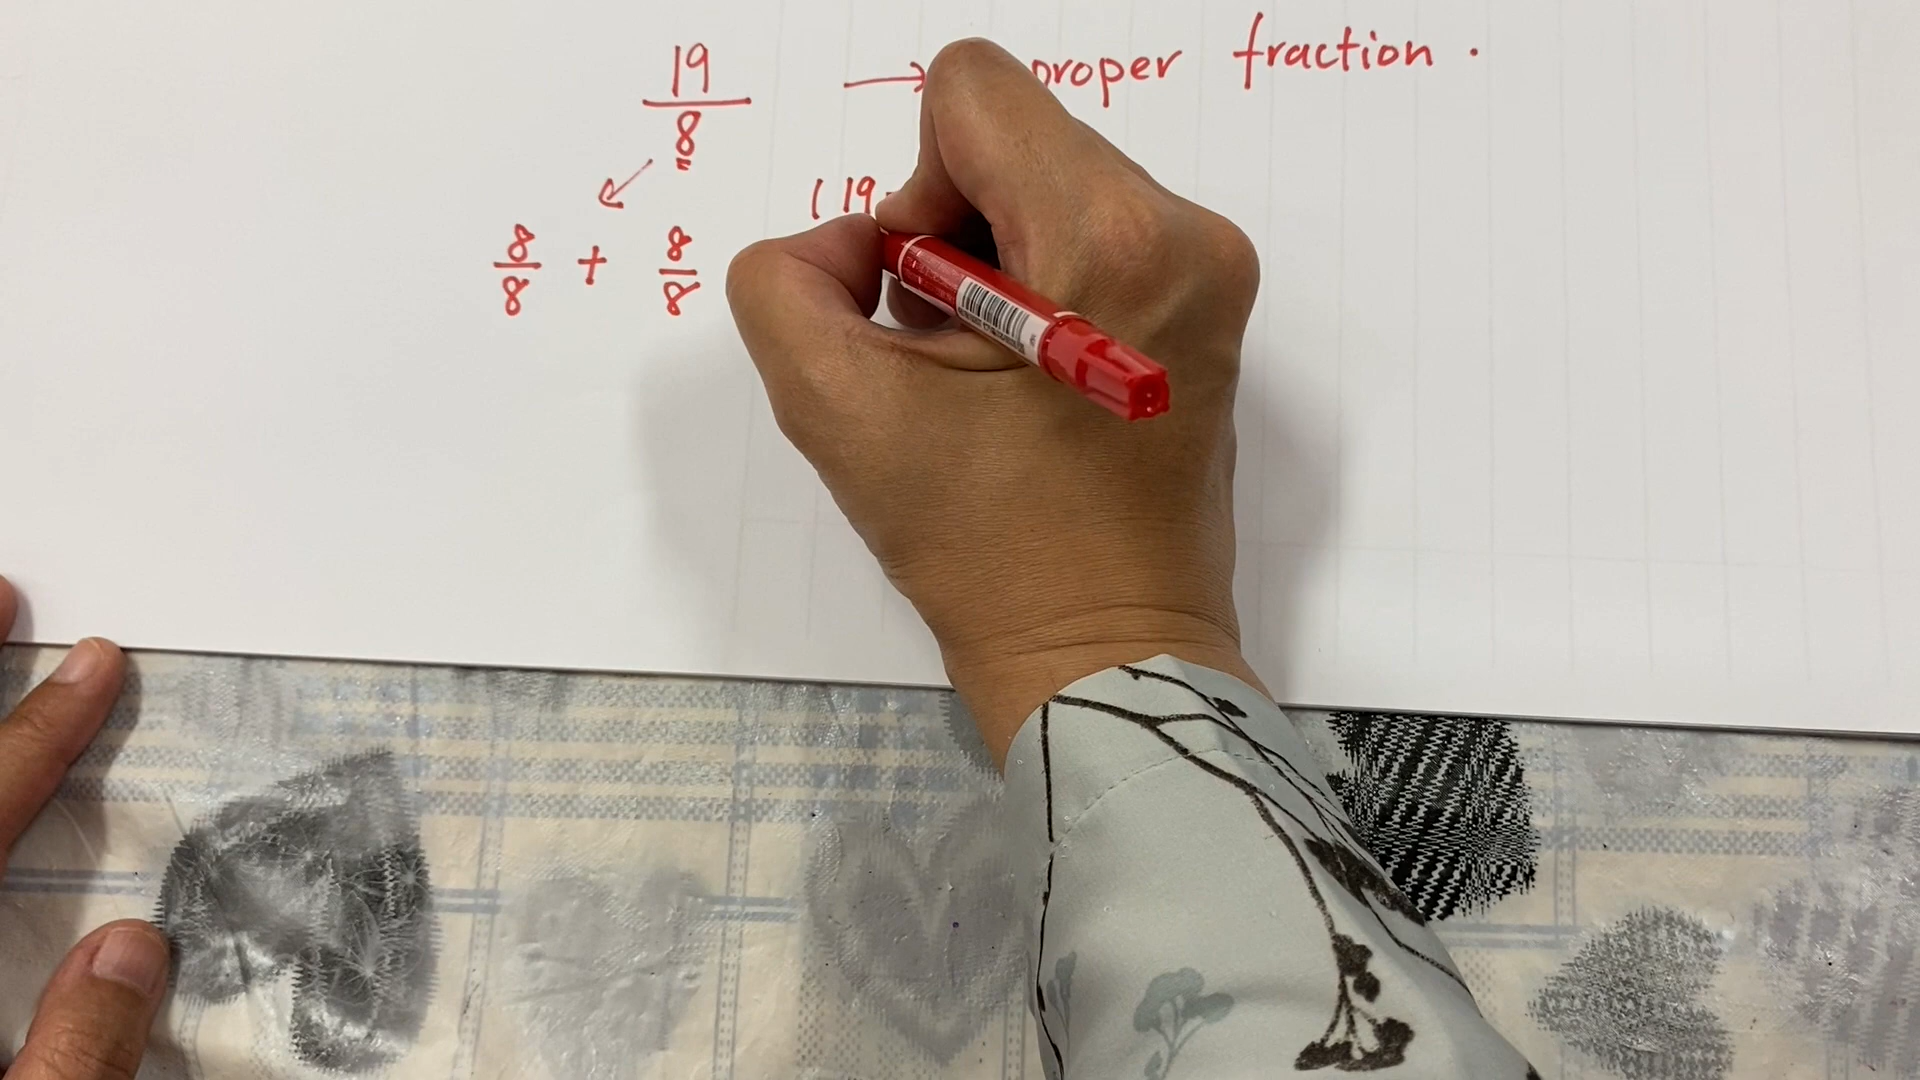 19/8 → proper fraction.
(19-
8/8 + 8/8